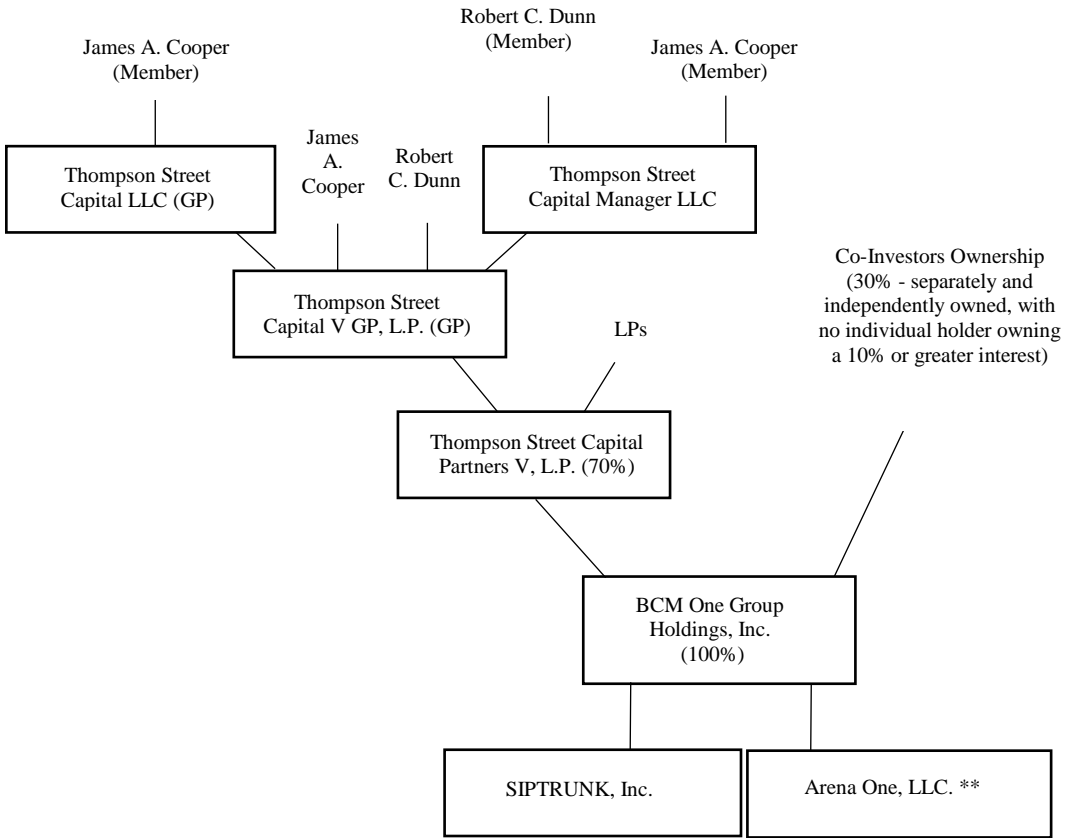 Robert C. Dunn
(Member)
James A. Cooper
(Member)
James A. Cooper
(Member)
Thompson Street
Capital LLC (GP)
James
A.
Cooper
Robert
C. Dunn
Thompson Street
Capital Manager LLC
Thompson Street
Capital V GP, L.P. (GP)
Co-Investors Ownership
(30% - separately and
independently owned, with
no individual holder owning
a 10% or greater interest)
LPs
Thompson Street Capital
Partners V, L.P. (70%)
BCM One Group
Holdings, Inc.
(100%)
SIPTRUNK, Inc.
Arena One, LLC. **